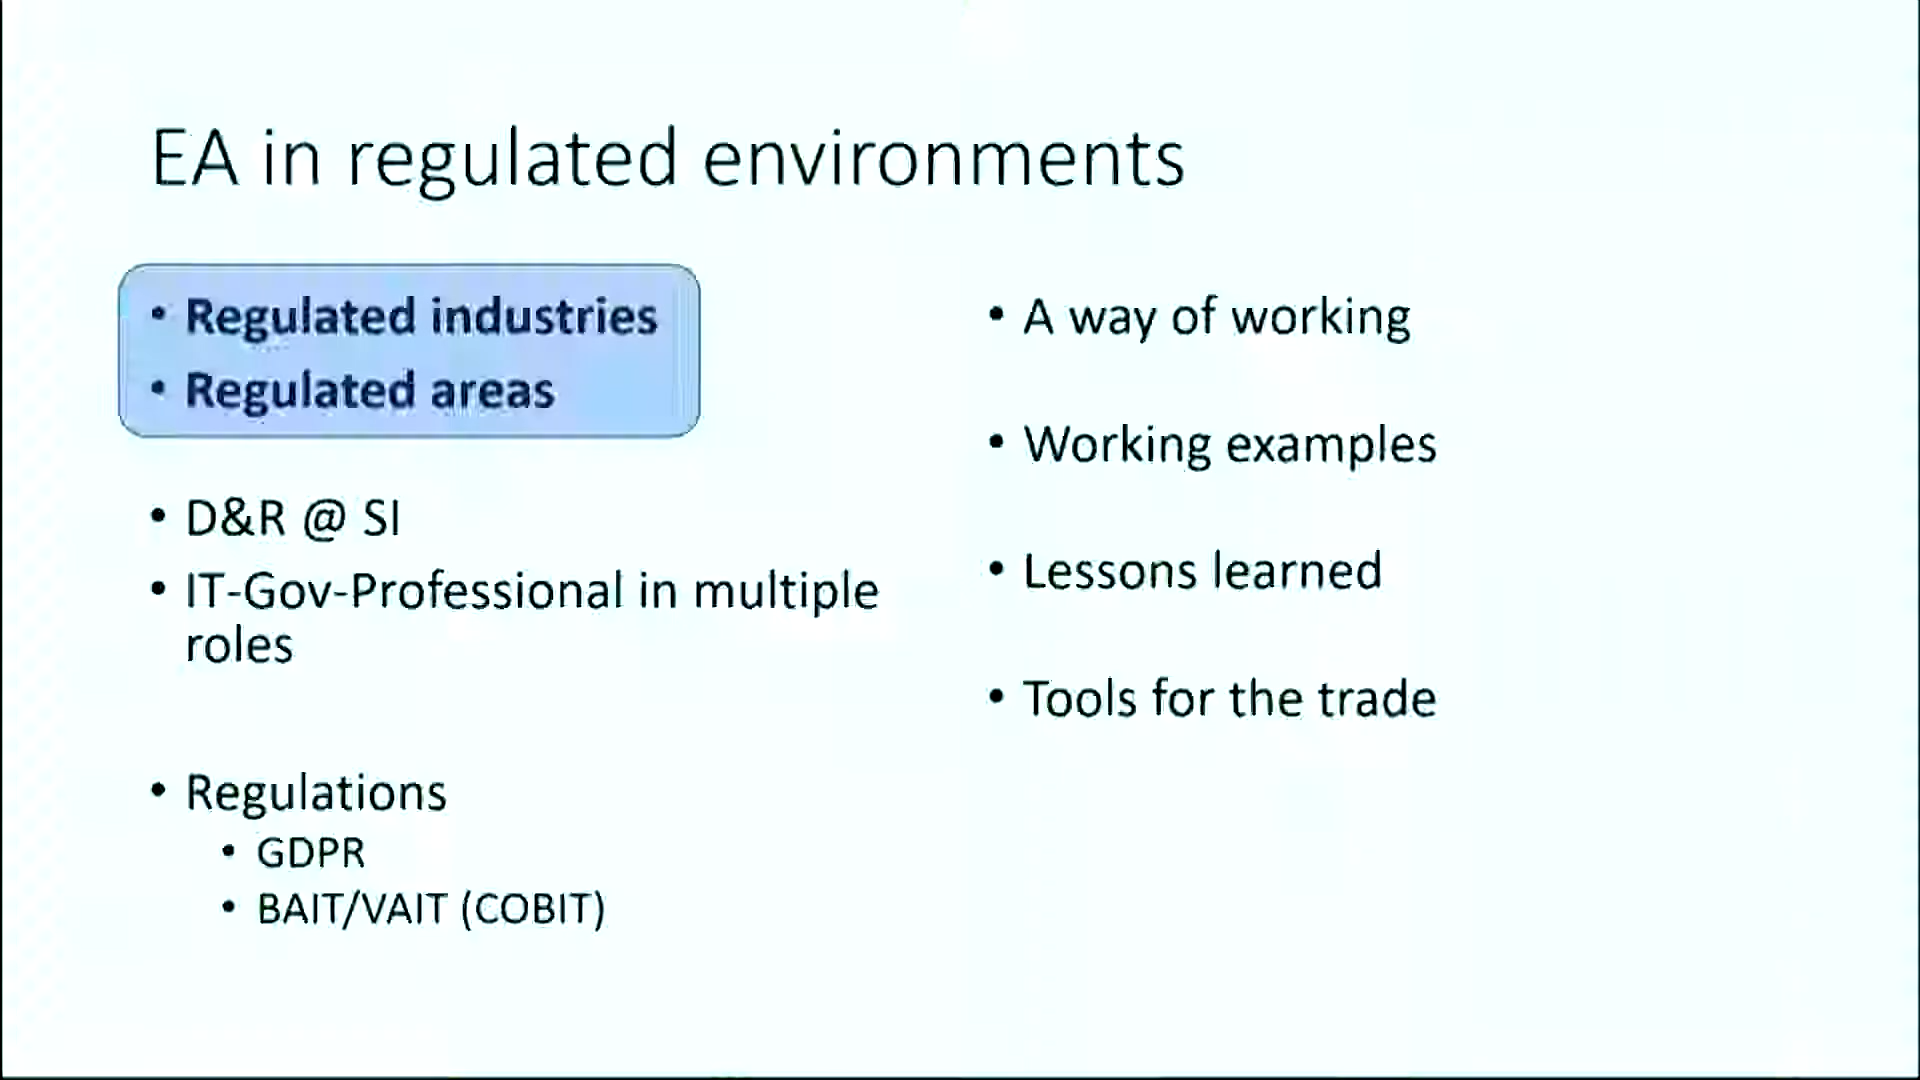 EA in regulated environments
• Regulated industries
• Regulated areas
• D&R @ SI
• IT-Gov-Professional in multiple
roles
• Regulations
• GDPR
• BAIT/VAIT (COBIT)
• A way of working
• Working examples
• Lessons learned
• Tools for the trade